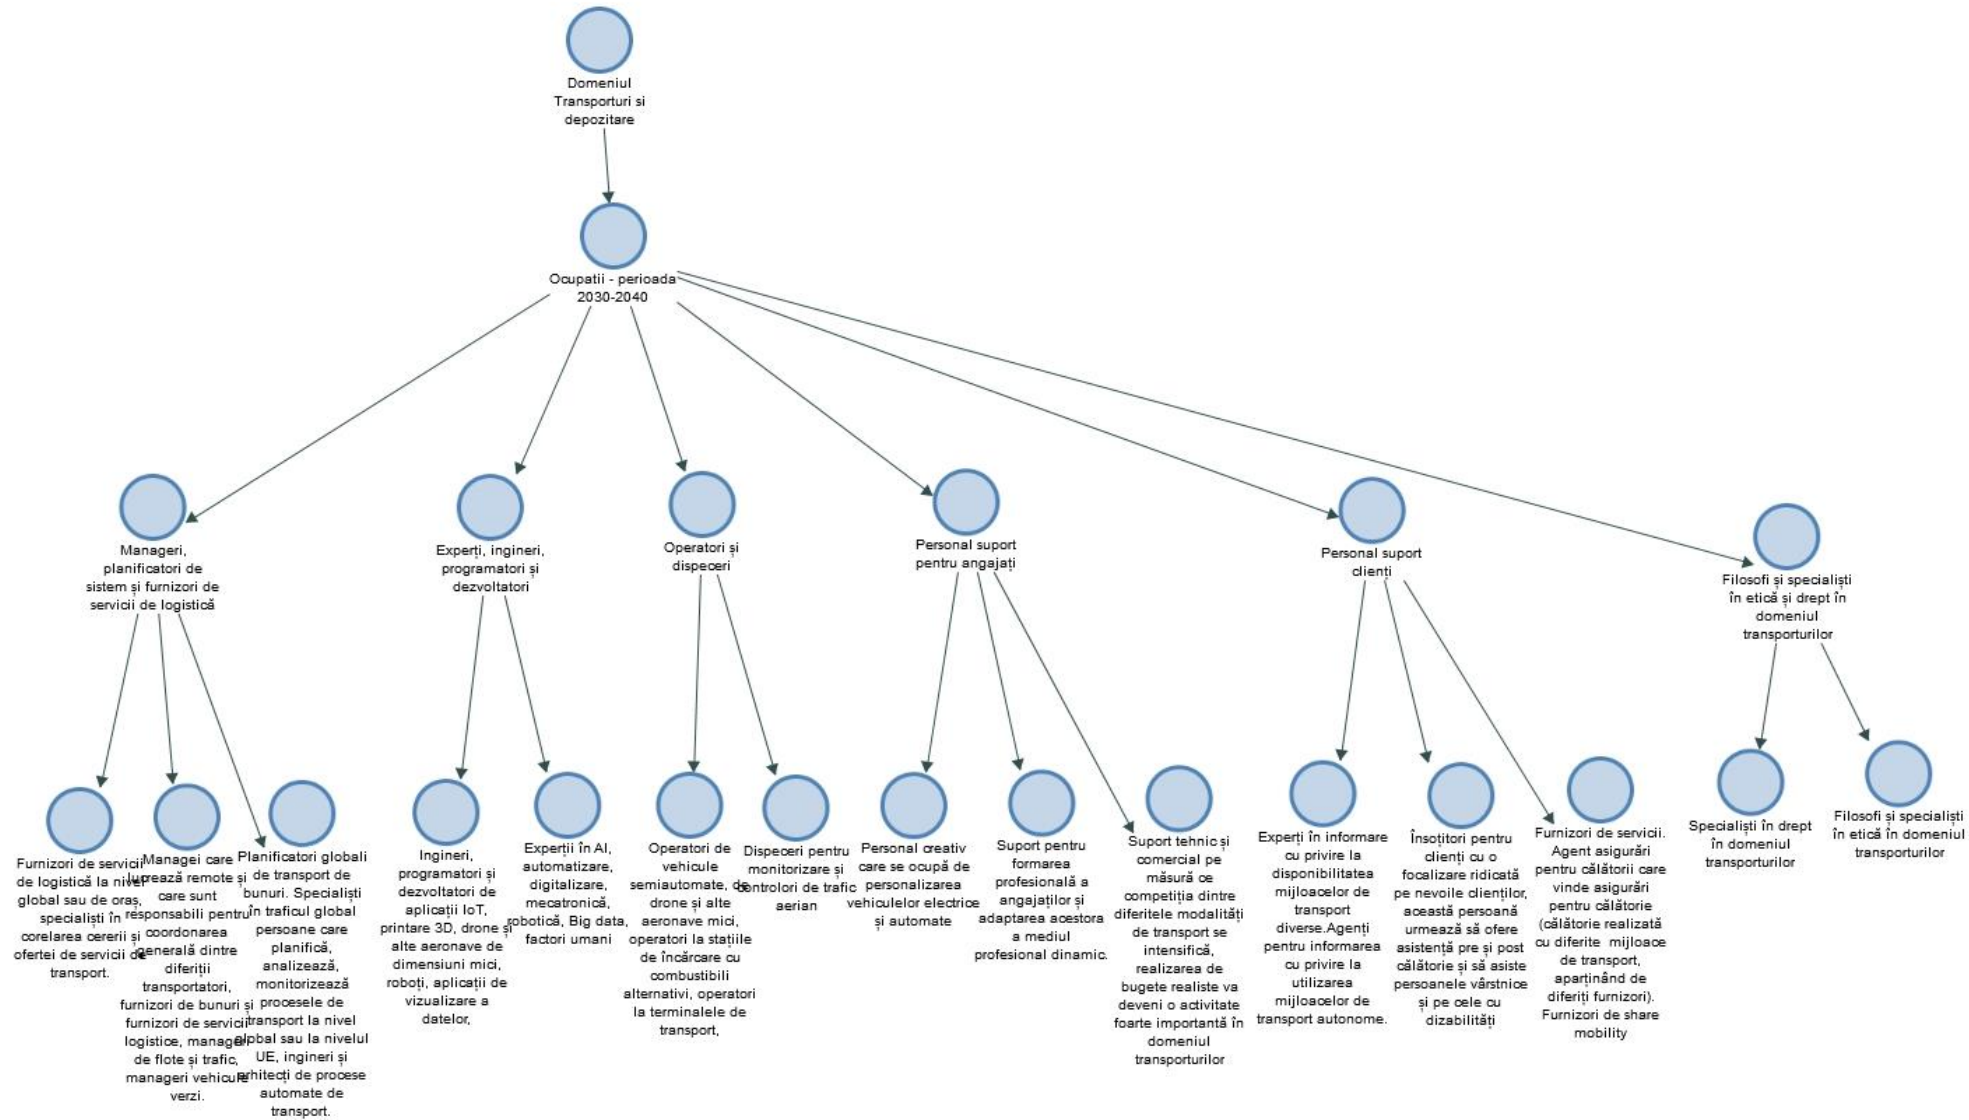 Domeniul
Transporturi si
depozitare
Ocupatii - perioada
2030-2040
Manageri,
planificatori de
sistem și furnizori de
servicii de logistică
Experți, ingineri,
programatori și
dezvoltatori
Operatori și
dispeceri
Personal suport
pentru angajați
Personal suport
clienți
Filosofi și specialiști
în etică și drept în
domeniul
transporturilor
Furnizori de servicii
de logistică la nivel
global sau de oraș,
specialiști în
corelarea cererii și
ofertei de servicii de
transport.
Managei care
lucrează remote și
care sunt
responsabili pentru
coordonarea
generală dintre
diferiții
transportatori,
furnizori de bunuri și
furnizori de servicii
logistice, manageri
de flote și trafic,
manageri vehicule
verzi.
Planificatori globali
de transport de
bunuri. Specialiști
în traficul global
persoane care
planifică,
analizează,
monitorizează
procesele de
transport la nivel
global sau la nivelul
UE, ingineri și
arhitecți de procese
automate de
transport.
Ingineri,
programatori și
dezvoltatori de
aplicații IoT,
printare 3D, drone și
alte aeronave de
dimensiuni mici,
roboți, aplicații de
vizualizare a
datelor,
Experții în AI,
automatizare,
digitalizare,
mecatronică,
robotică, Big data,
factori umani
Operatori de
vehicule
semiautomate, de
drone și alte
aeronave mici,
operatori la stațiile
de încărcare cu
combustibili
alternativi, operatori
la terminalele de
transport,
Dispeceri pentru
monitorizare și
controlori de trafic
aerian
Personal creativ
care se ocupă de
personalizarea
vehiculelor electrice
și automate
Suport pentru
formarea
profesională a
angajaților și
adaptarea acestora
a mediul
profesional dinamic.
Suport tehnic și
comercial pe
măsură ce
competiția dintre
diferitele modalități
de transport se
intensifică,
realizarea de
bugete realiste va
deveni o activitate
foarte importantă în
domeniul
transporturilor
Experți în informare
cu privire la
disponibilitatea
mijloacelor de
transport
diverse.Agenți
pentru informarea
cu privire la
utilizarea
mijloacelor de
transport autonome.
Însoțitori pentru
clienți cu o
focalizare ridicată
pe nevoile clienților,
această persoană
urmează să ofere
asistență pre și post
călătorie și să asiste
persoanele vârstnice
și pe cele cu
dizabilități
Furnizori de servicii.
Agent asigurări
pentru călătorii care
vinde asigurări
pentru călătorie
(călătorie realizată
cu diferite mijloace
de transport,
aparținând de
diferiți furnizori).
Furnizori de share
mobility
Specialiști în drept
în domeniul
transporturilor
Filosofi și specialiști
în etică în domeniul
transporturilor